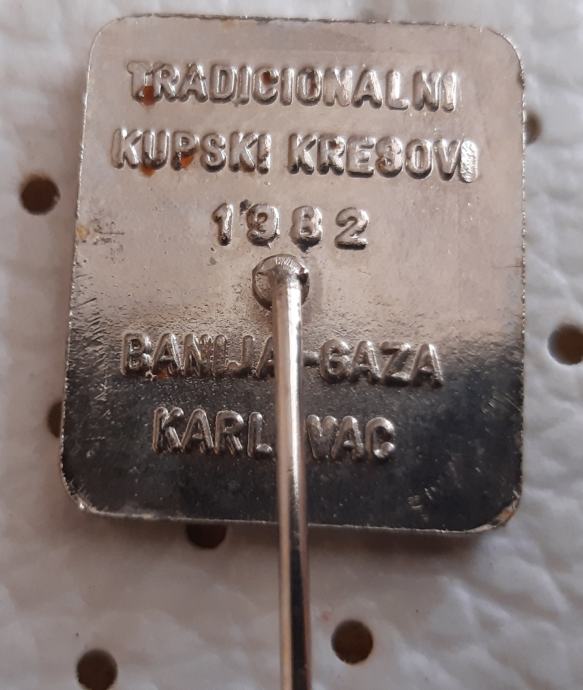 TRADICIONALNI
KUPSKI KRESOVI
1982
BANIJA-GAZA
KARLOVAC